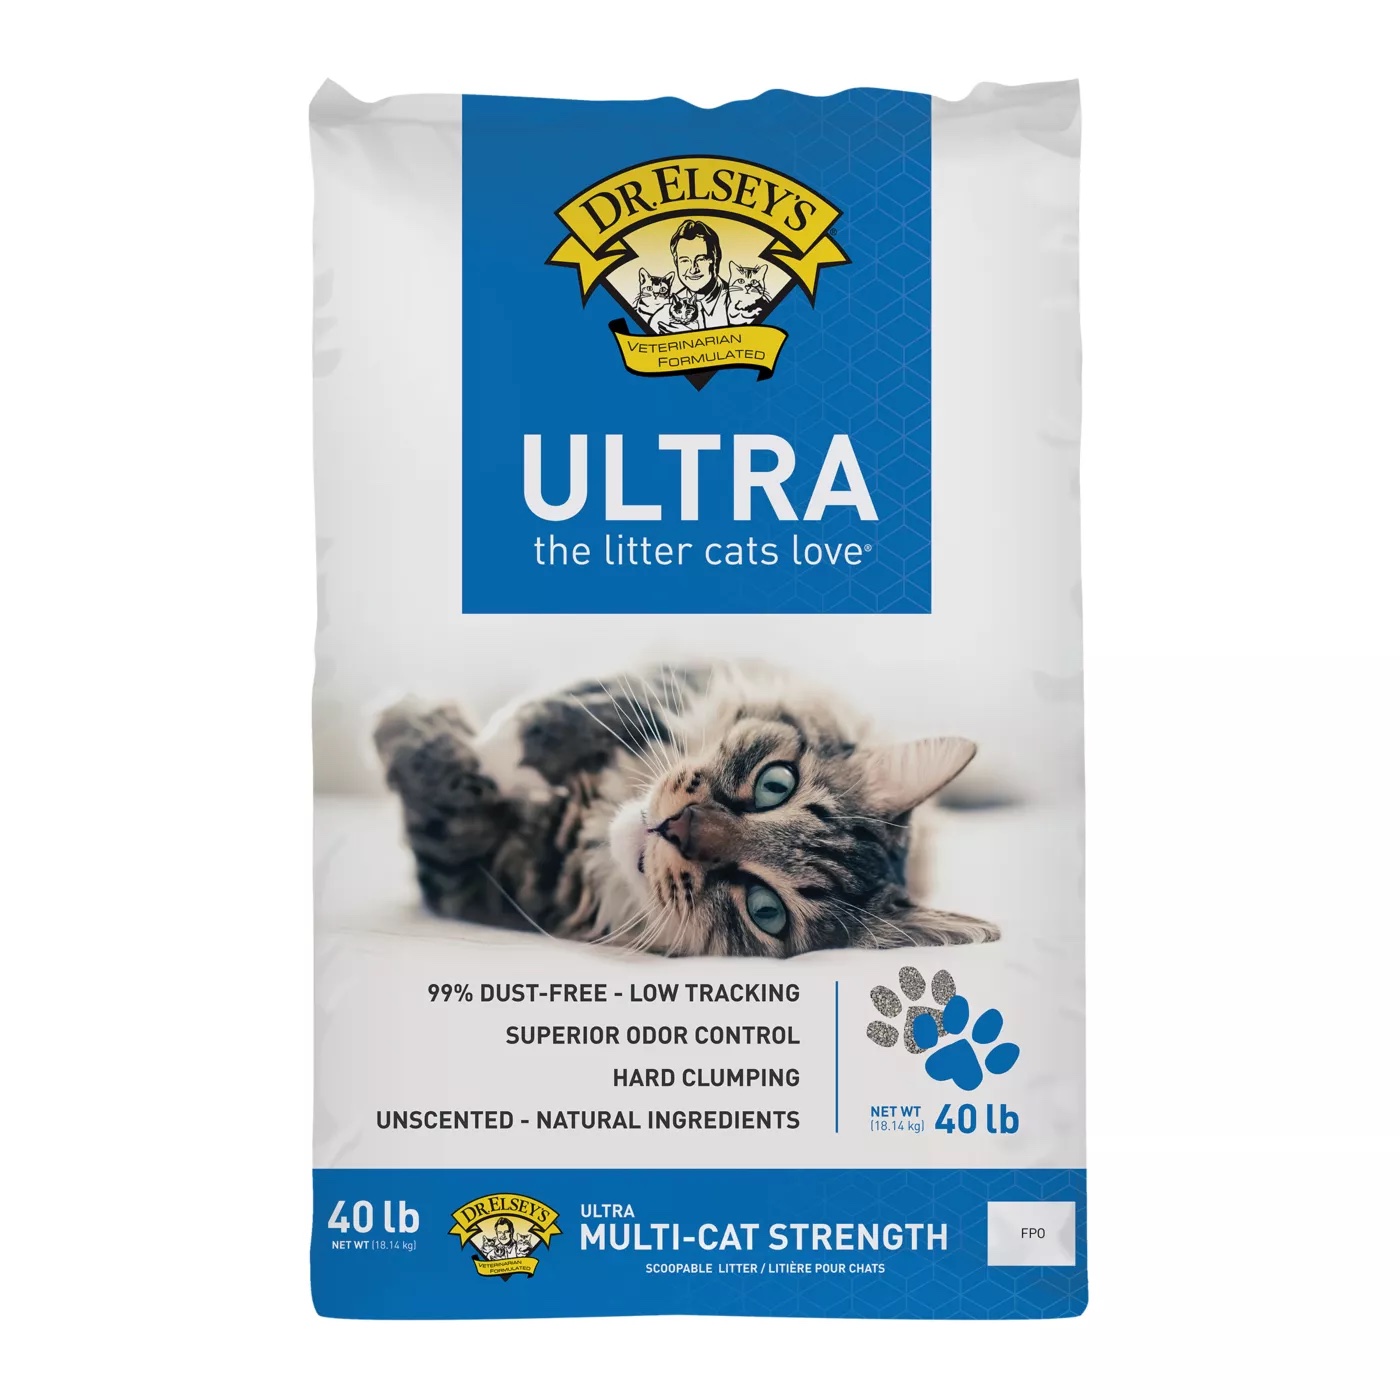 DR. ELSEY'S®
VETERINARIAN
FORMULATED
ULTRA
the litter cats love®
99% DUST-FREE - LOW TRACKING
SUPERIOR ODOR CONTROL
HARD CLUMPING
UNSCENTED - NATURAL INGREDIENTS
NET WT
(18.14 kg)
40 lb
40 lb
NET WT (18.14 kg)
DR. ELSEY'S
VETERINARIAN
FORMULATED
ULTRA
MULTI-CAT STRENGTH
SCOOPABLE LITTER / LITIÈRE POUR CHATS
FPO